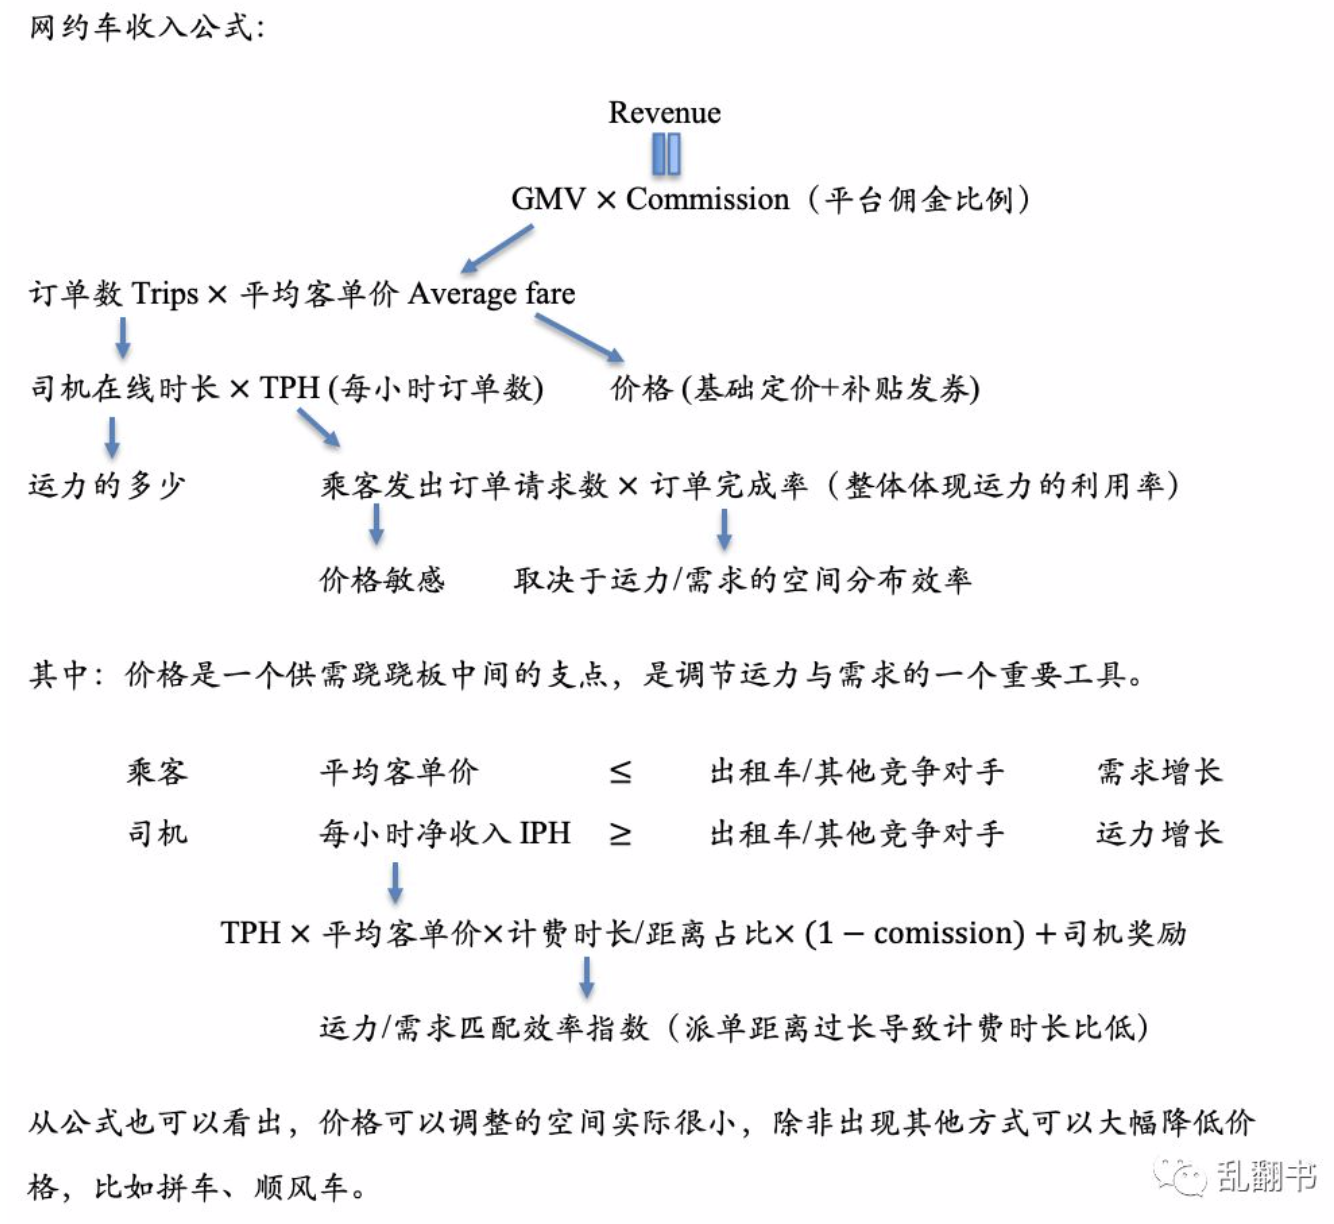 网约车收入公式:
Revenue
GMV × Commission（平台佣金比例）
订单数 Trips × 平均客单价 Average fare
司机在线时长 × TPH (每小时订单数) 价格 (基础定价+补贴发券)
运力的多少 乘客发出订单请求数 × 订单完成率（整体体现运力的利用率）
价格敏感 取决于运力/需求的空间分布效率
其中：价格是一个供需跷跷板中间的支点，是调节运力与需求的一个重要工具。
乘客 平均客单价 ≤ 出租车/其他竞争对手 需求增长
司机 每小时净收入 IPH ≥ 出租车/其他竞争对手 运力增长
TPH × 平均客单价×计费时长/距离占比× (1 − comission) +司机奖励
运力/需求匹配效率指数（派单距离过长导致计费时长比低）
从公式也可以看出，价格可以调整的空间实际很小，除非出现其他方式可以大幅降低价
格，比如拼车、顺风车。
乱翻书